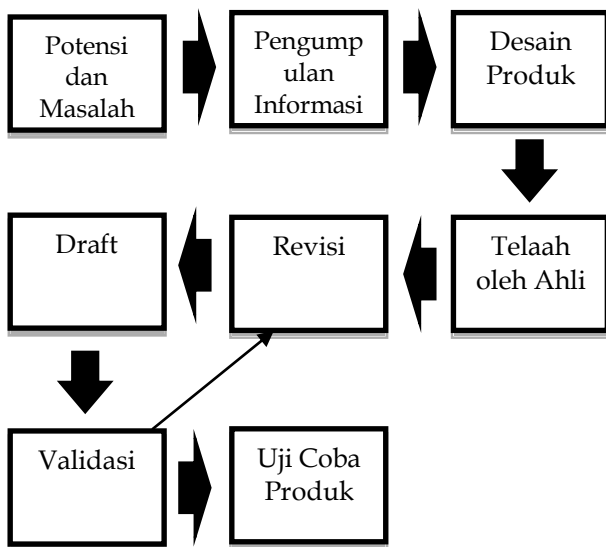 Potensi
dan
Masalah
Pengump
ulan
Informasi
Desain
Produk
Draft
Revisi
Telaah
oleh Ahli
Validasi
Uji Coba
Produk